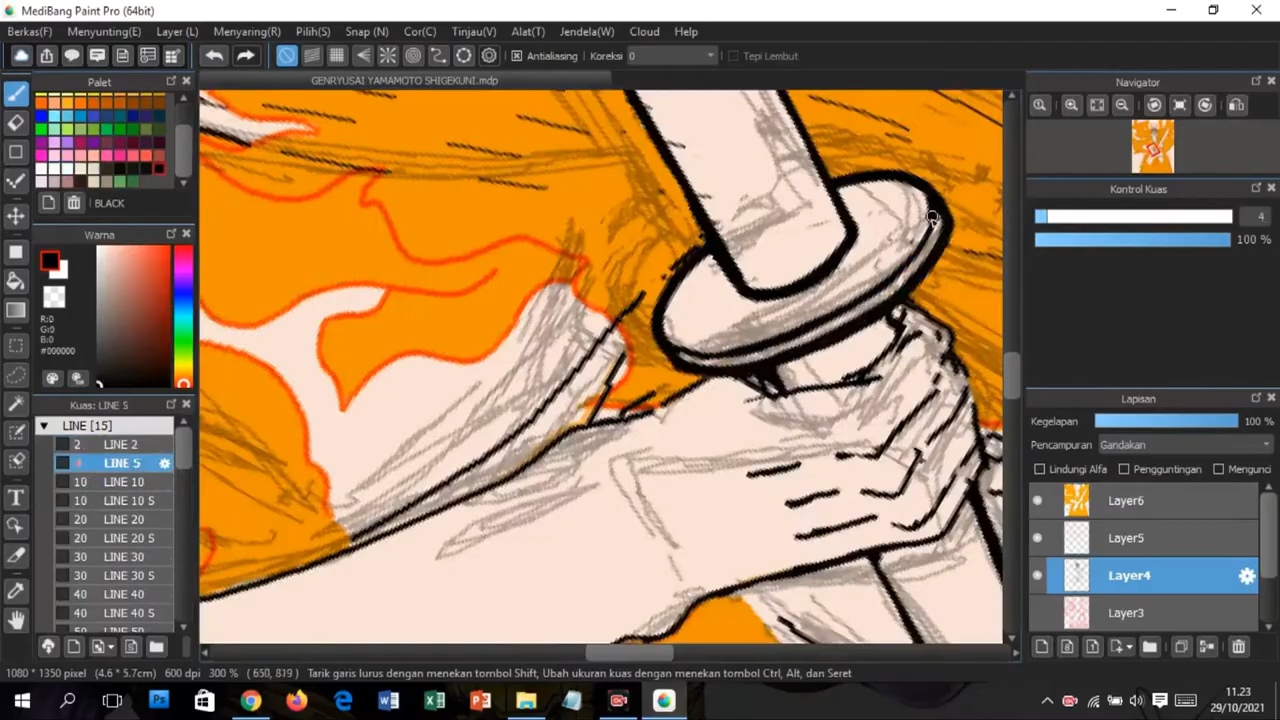 MediBang Paint Pro (64bit)
Berkas(F) Menyunting(E) Layer (L) Menyaring(R) Pilih(S) Snap (N) Cor(C) Tinjau(V) Alat(T) Jendela(W) Cloud Help
Antialiasing Koreksi 0 Tepi Lembut
Palet
GENRYUSAI YAMAMOTO SHIGEKUNI.mdp
Navigator
BLACK
Warna
R:0
G:0
B:0
#000000
Kuas: LINE S
LINE [15]
2 LINE 2
LINE S
10 LINE 10
10 LINE 10 S
20 LINE 20
20 LINE 20 S
30 LINE 30
30 LINE 30 S
40 LINE 40
40 LINE 40 S
50 LINE 50
Kontrol Kuas
4
100 %
Lapisan
Kegelapan 100 %
Pencampuran Gandakan
Lindungi Alfa Pengguntingan Mengunci
Layer6
Layer5
Layer4
Layer3
1080 * 1350 pixel (4.6 * 5.7cm) 600 dpi 300 % ( 650, 819 ) Tarik garis lurus dengan menekan tombol Shift, Ubah ukuran kuas dengan menekan tombol Ctrl, Alt, dan Seret
11.23
29/10/2021